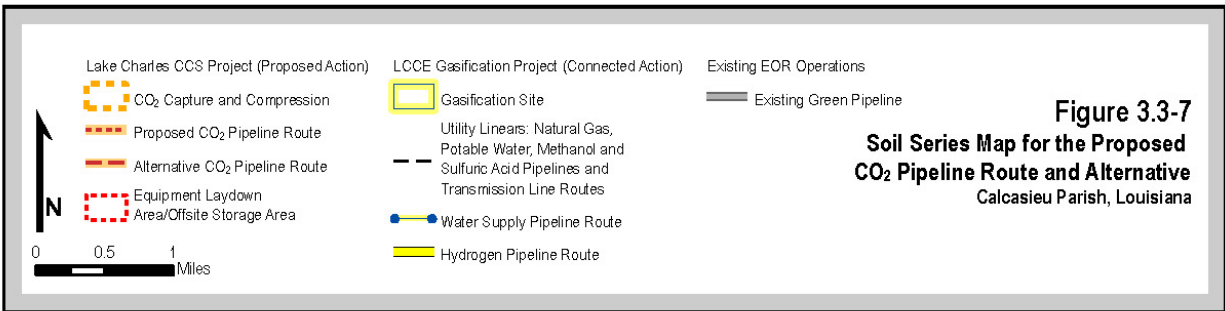 Lake Charles CCS Project (Proposed Action)
CO₂ Capture and Compression
Proposed CO₂ Pipeline Route
Alternative CO₂ Pipeline Route
Equipment Laydown
Area/Offsite Storage Area
N
0 0.5 1
Miles
LCCE Gasification Project (Connected Action)
Gasification Site
Utility Linears: Natural Gas,
Potable Water, Methanol and
Sulfuric Acid Pipelines and
Transmission Line Routes
Water Supply Pipeline Route
Hydrogen Pipeline Route
Existing EOR Operations
Existing Green Pipeline
Figure 3.3-7
Soil Series Map for the Proposed
CO₂ Pipeline Route and Alternative
Calcasieu Parish, Louisiana